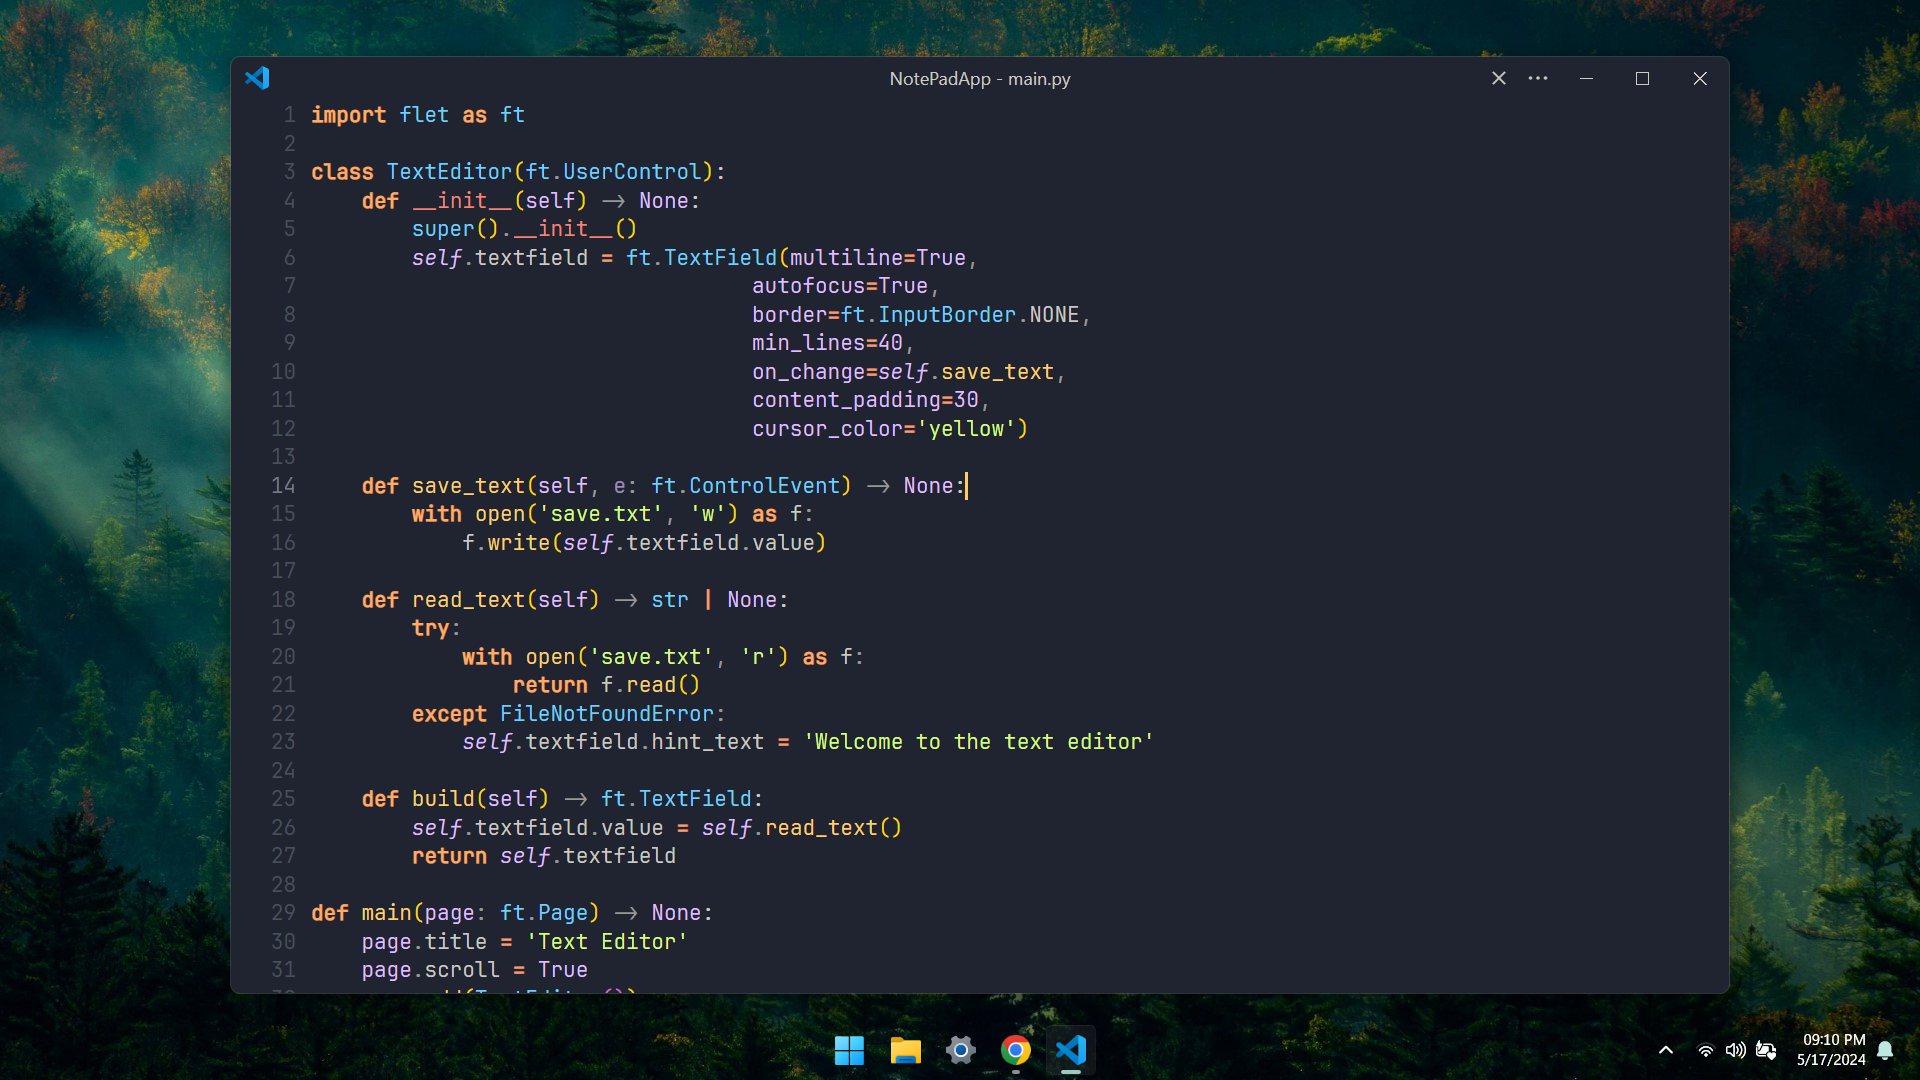 NotePadApp - main.py
1 import flet as ft
2
3 class TextEditor(ft.UserControl):
4     def __init__(self) -> None:
5         super().__init__()
6         self.textfield = ft.TextField(multiline=True,
7                                    autofocus=True,
8                                    border=ft.InputBorder.NONE,
9                                    min_lines=40,
10                                   on_change=self.save_text,
11                                   content_padding=30,
12                                   cursor_color='yellow')
13
14    def save_text(self, e: ft.ControlEvent) -> None:
15        with open('save.txt', 'w') as f:
16            f.write(self.textfield.value)
17
18    def read_text(self) -> str | None:
19        try:
20            with open('save.txt', 'r') as f:
21                return f.read()
22        except FileNotFoundError:
23            self.textfield.hint_text = 'Welcome to the text editor'
24
25    def build(self) -> ft.TextField:
26        self.textfield.value = self.read_text()
27        return self.textfield
28
29 def main(page: ft.Page) -> None:
30    page.title = 'Text Editor'
31    page.scroll = True
09:10 PM
5/17/2024